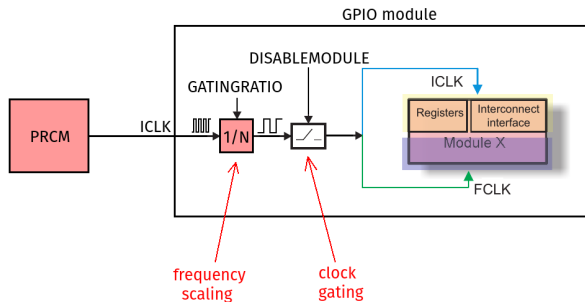 GPIO module
DISABLEMODULE
GATINGRATIO
ICLK
PRCM
ICLK
1/N
Registers
Interconnect
interface
Module X
FCLK
frequency
scaling
clock
gating